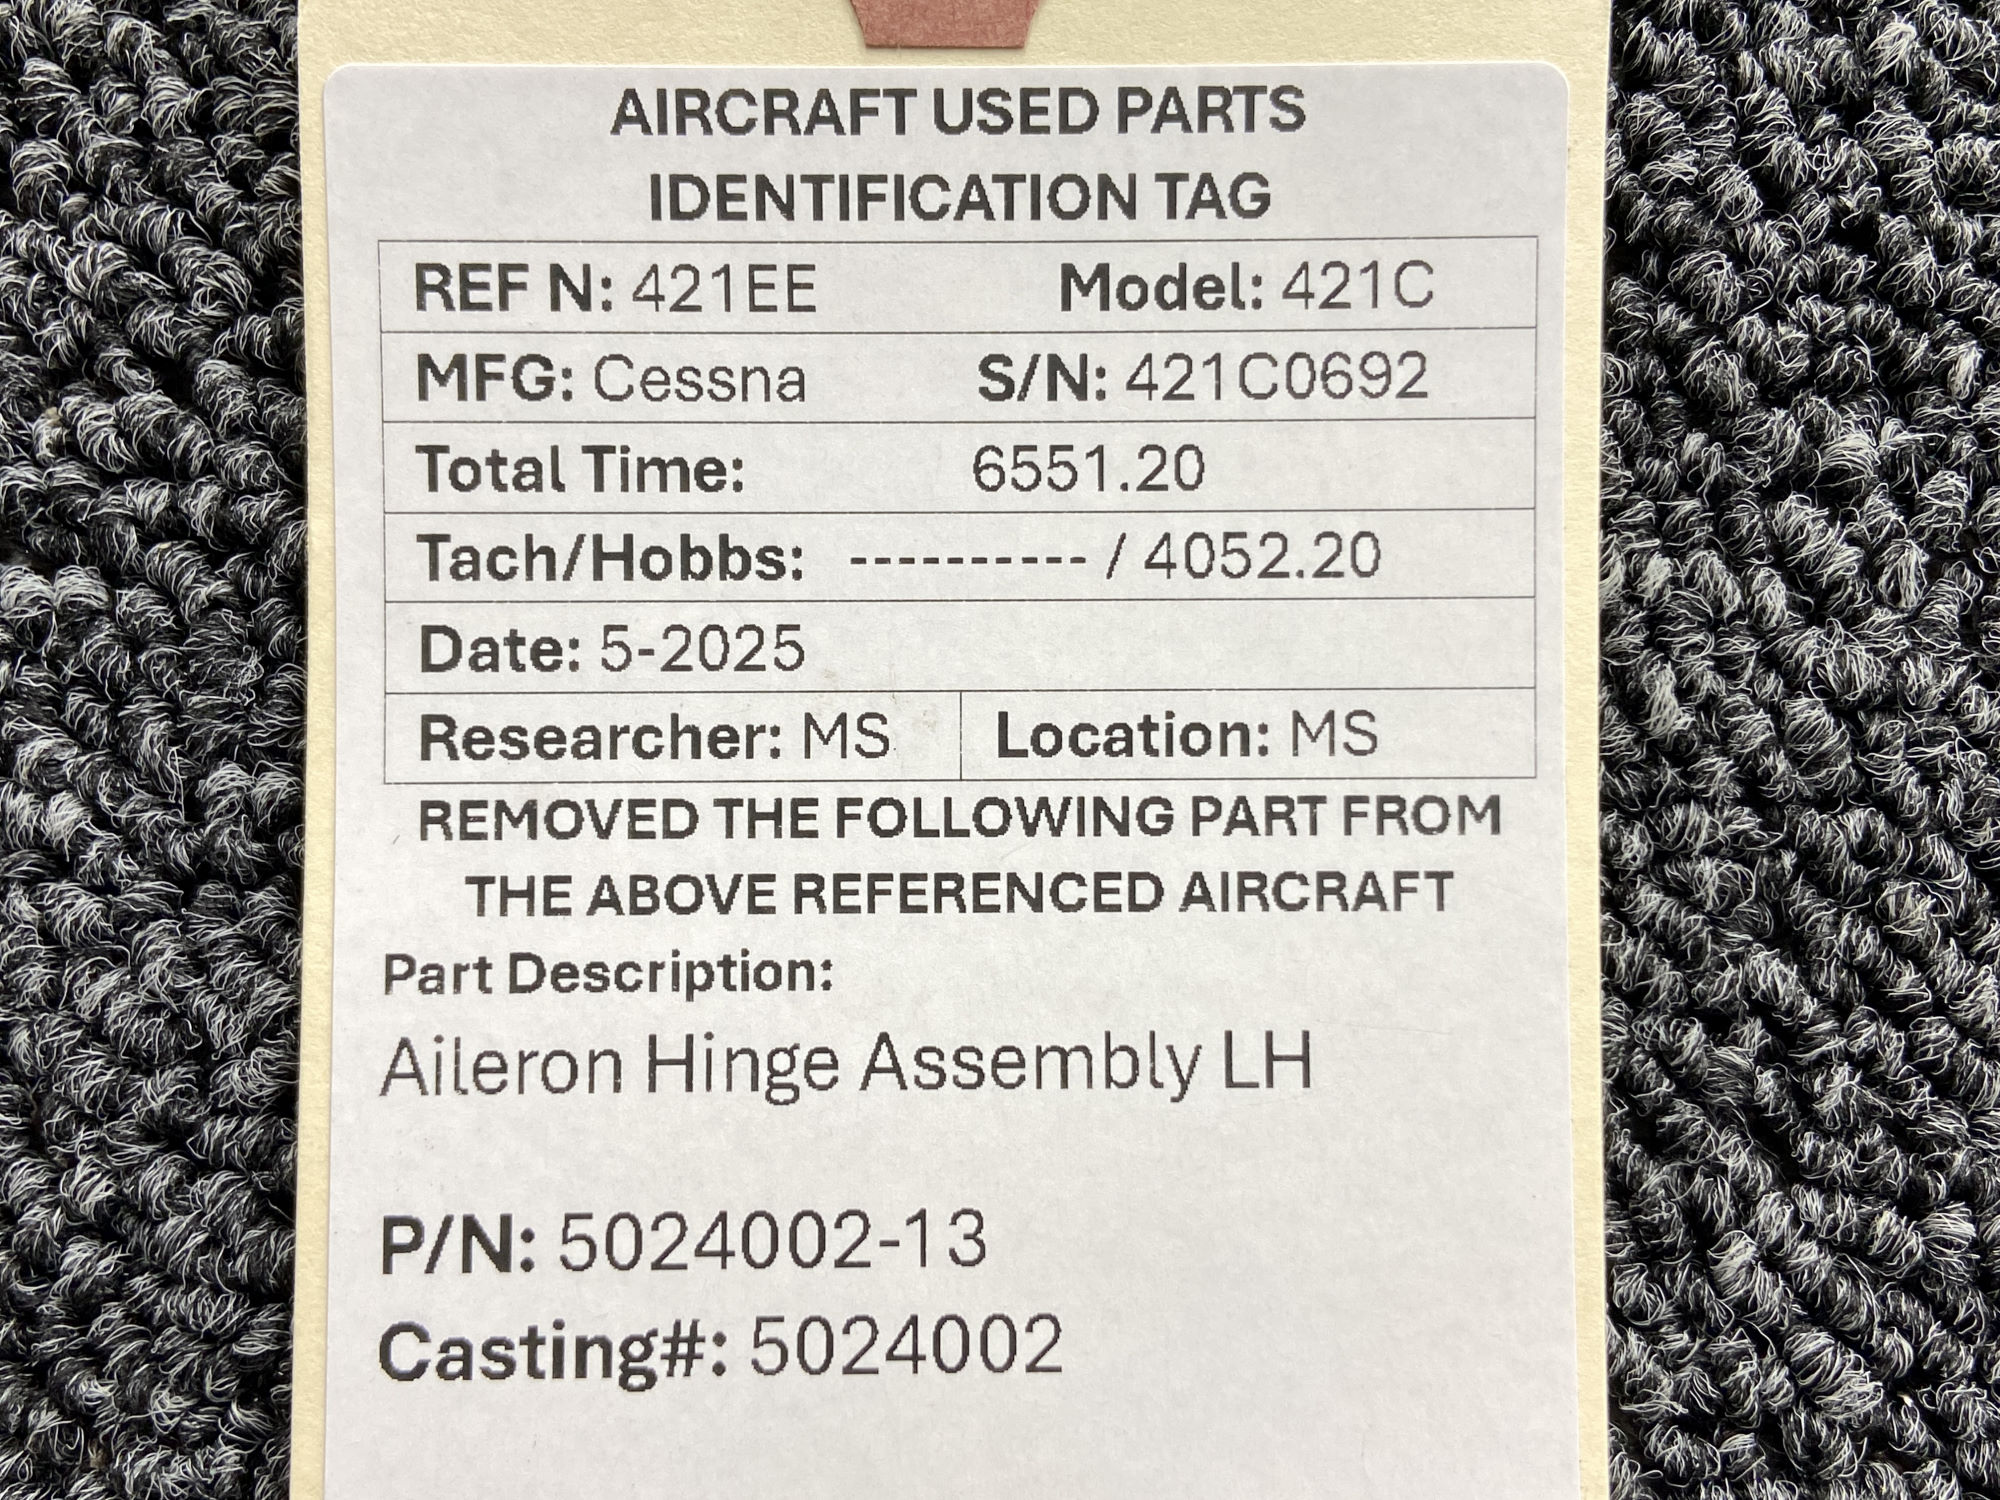 AIRCRAFT USED PARTS
IDENTIFICATION TAG
REF N: 421EE Model: 421C
MFG: Cessna S/N: 421C0692
Total Time: 6551.20
Tach/Hobbs: ---------- / 4052.20
Date: 5-2025
Researcher: MS Location: MS
REMOVED THE FOLLOWING PART FROM
THE ABOVE REFERENCED AIRCRAFT
Part Description:
Aileron Hinge Assembly LH
P/N: 5024002-13
Casting#: 5024002